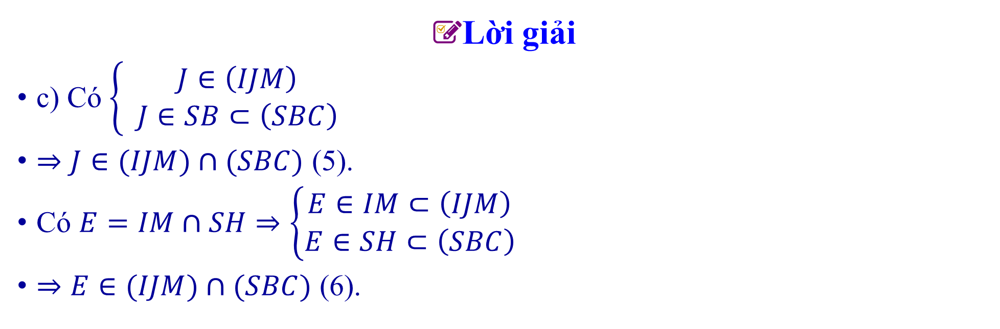 Lời giải
• c) Có { J ∈ (IJM)
J ∈ SB ⊂ (SBC)
• ⇒ J ∈ (IJM) ∩ (SBC) (5).
• Có E = IM ∩ SH ⇒ { E ∈ IM ⊂ (IJM)
E ∈ SH ⊂ (SBC)
• ⇒ E ∈ (IJM) ∩ (SBC) (6).